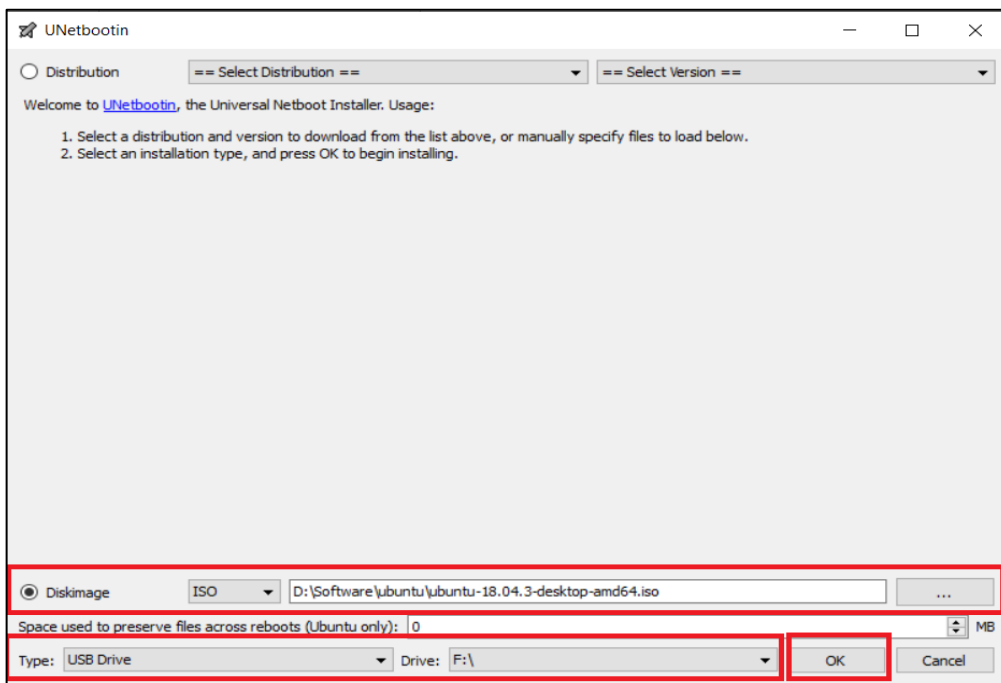 UNetbootin
Distribution == Select Distribution == == Select Version ==
Welcome to UNetbootin, the Universal Netboot Installer. Usage:
1. Select a distribution and version to download from the list above, or manually specify files to load below.
2. Select an installation type, and press OK to begin installing.
Diskimage ISO D:\Software\ubuntu\ubuntu-18.04.3-desktop-amd64.iso ...
Space used to preserve files across reboots (Ubuntu only): 0 MB
Type: USB Drive Drive: F:\ OK Cancel